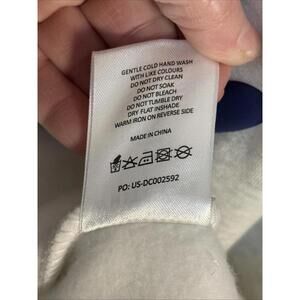 GENTLE COLD HAND WASH
WITH LIKE COLOURS
DO NOT DRY CLEAN
DO NOT SOAK
DO NOT BLEACH
DO NOT TUMBLE DRY
DRY FLAT INSHADE
WARM IRON ON REVERSE SIDE
MADE IN CHINA
PO: US-DC002592